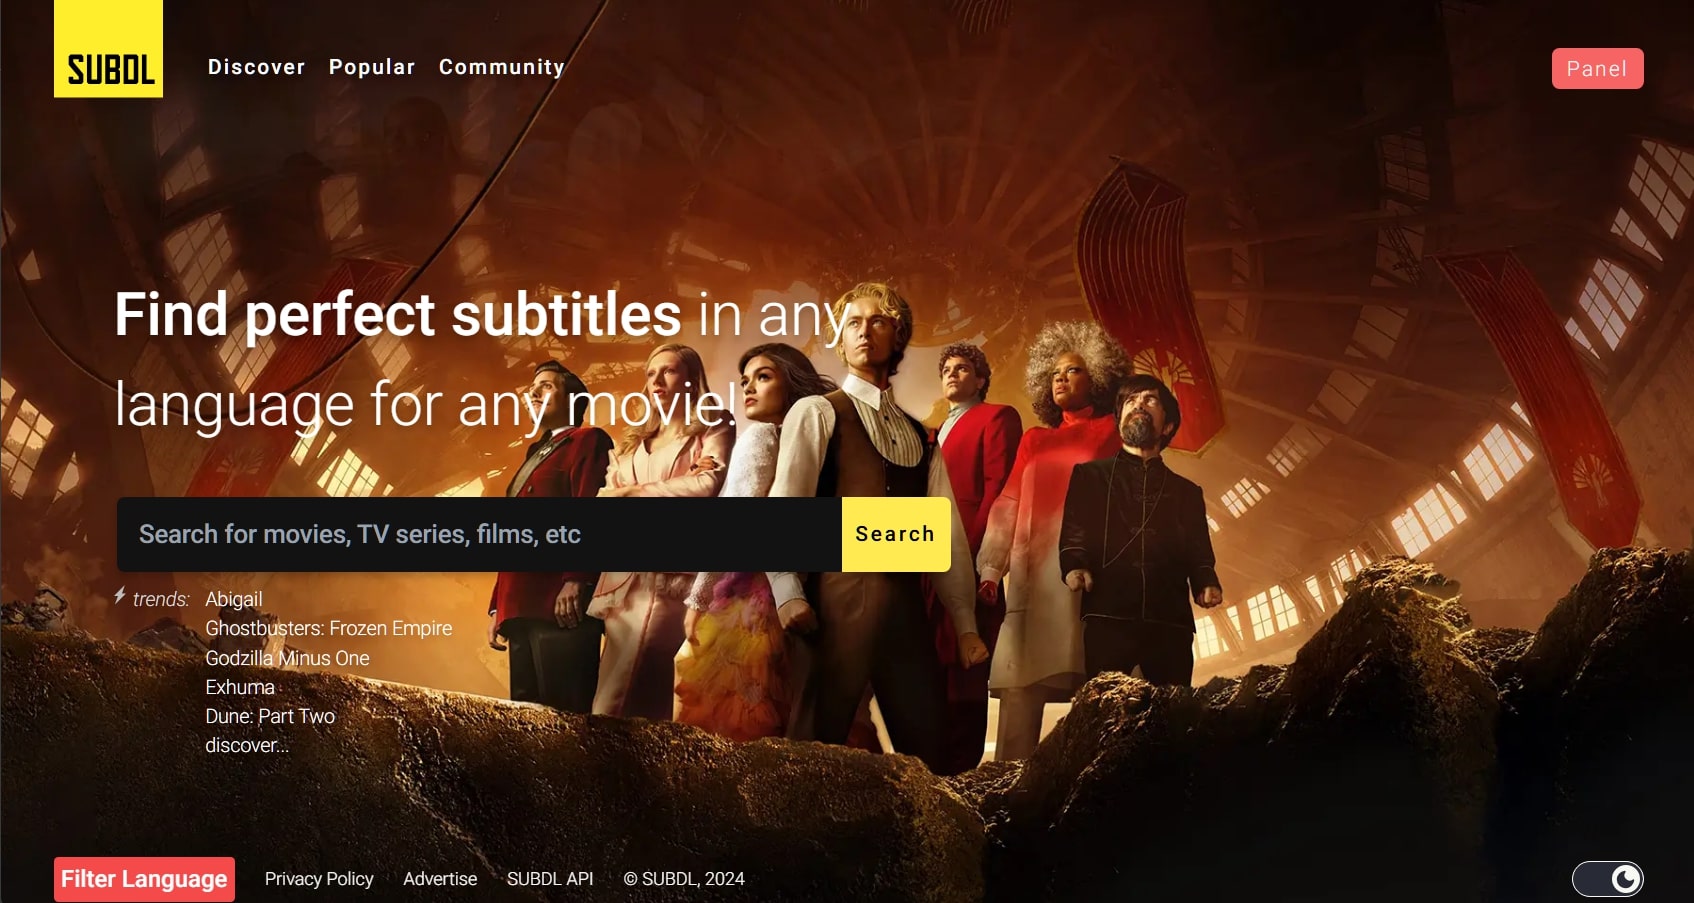 SUBDL
Discover Popular Community
Panel
Find perfect subtitles in any
language for any movie!
Search for movies, TV series, films, etc
Search
trends: Abigail
Ghostbusters: Frozen Empire
Godzilla Minus One
Exhuma
Dune: Part Two
discover...
Filter Language Privacy Policy Advertise SUBDL API © SUBDL, 2024